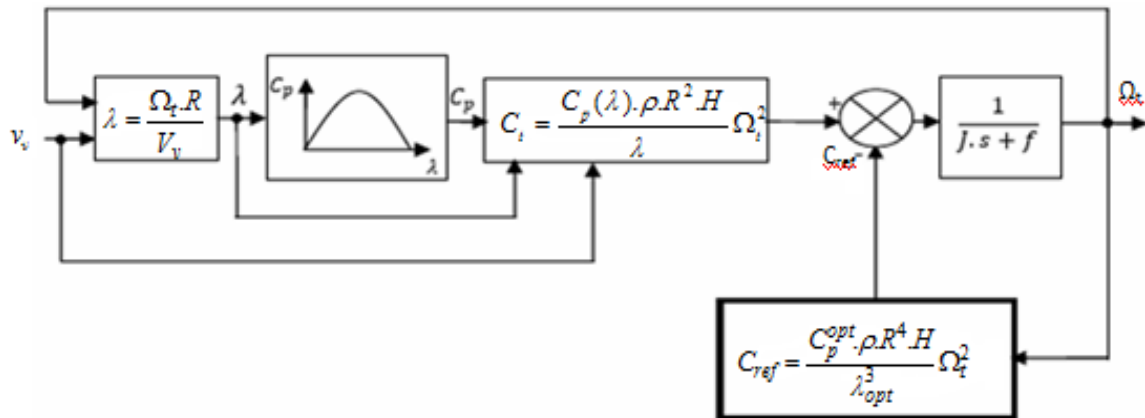 V_v
λ = Ω_t.R / V_v
λ
C_p
λ
C_p
C_t = C_p(λ).ρ.R^2.H / λ Ω_t^2
+
C_ref-
1 / J.s + f
Ω_t
C_ref = C_p^opt.ρ.R^4.H / λ_opt^3 Ω_t^2